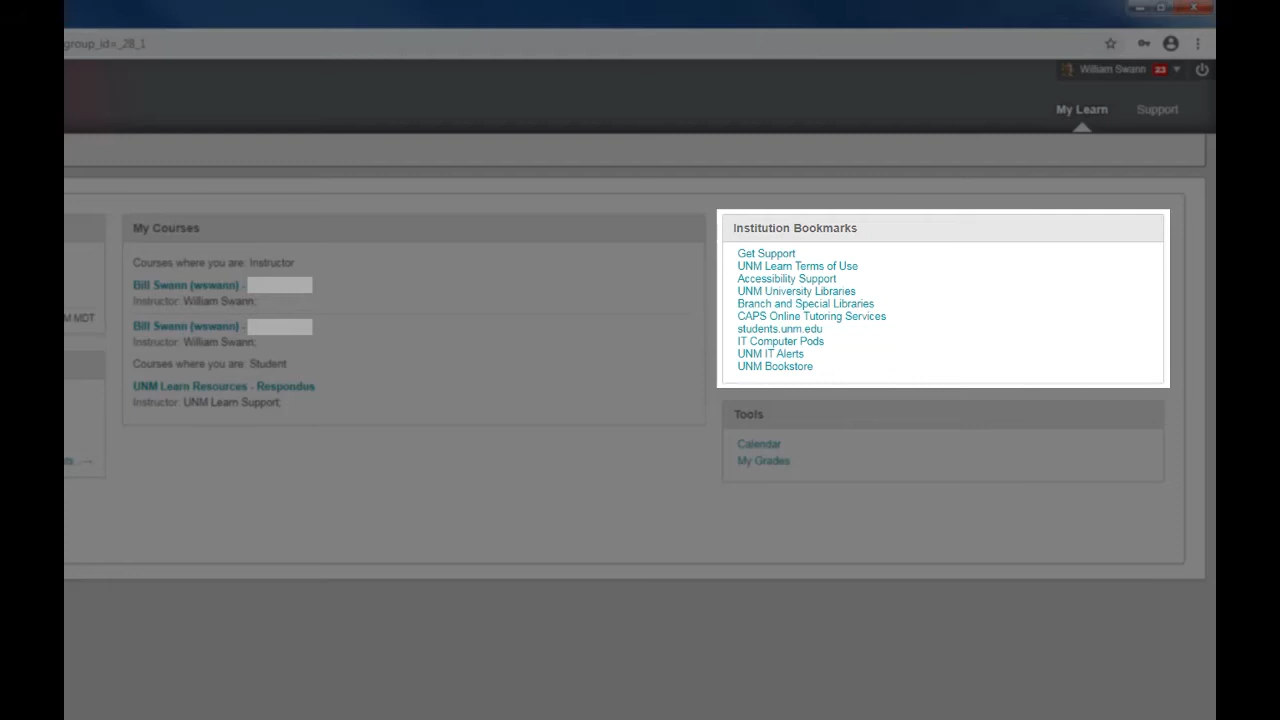 group_id=_28_1
William Swann 23
My Learn Support
My Courses
Courses where you are: Instructor
Bill Swann (wswann) -
Instructor: William Swann;
Bill Swann (wswann) -
Instructor: William Swann;
Courses where you are: Student
UNM Learn Resources - Respondus
Instructor: UNM Learn Support;
M MDT
Institution Bookmarks
Get Support
UNM Learn Terms of Use
Accessibility Support
UNM University Libraries
Branch and Special Libraries
CAPS Online Tutoring Services
students.unm.edu
IT Computer Pods
UNM IT Alerts
UNM Bookstore
Tools
Calendar
My Grades